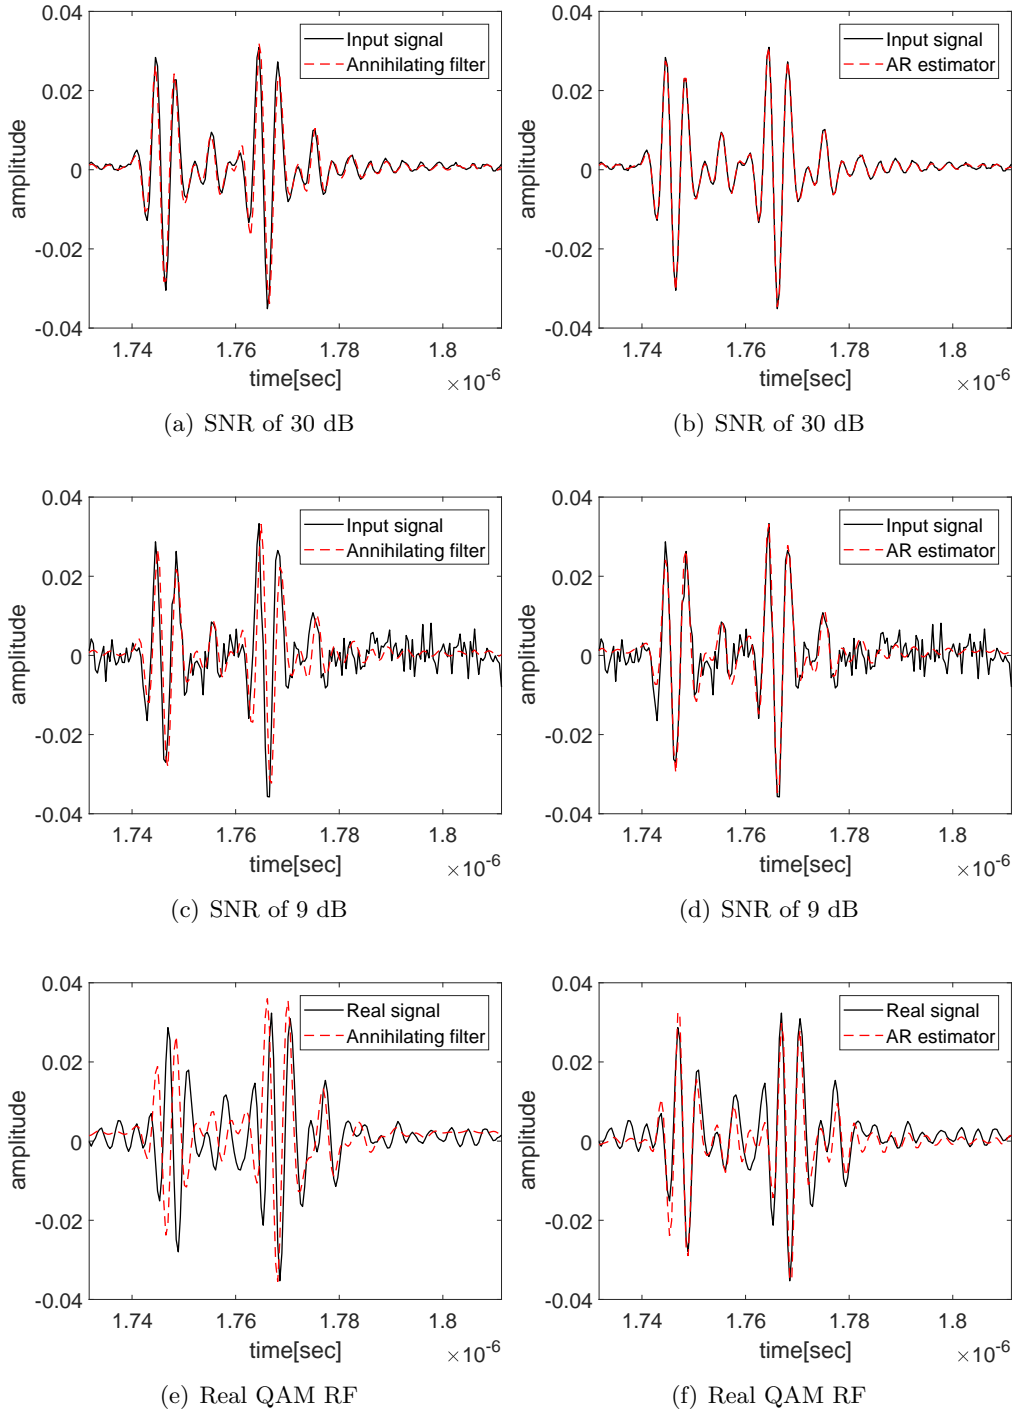 0.04
0.02
0
-0.02
-0.04
amplitude
Input signal
Annihilating filter
1.74 1.76 1.78 1.8
time[sec]
×10-6
(a) SNR of 30 dB
0.04
0.02
0
-0.02
-0.04
amplitude
Input signal
AR estimator
1.74 1.76 1.78 1.8
time[sec]
×10-6
(b) SNR of 30 dB
0.04
0.02
0
-0.02
-0.04
amplitude
Input signal
Annihilating filter
1.74 1.76 1.78 1.8
time[sec]
×10-6
(c) SNR of 9 dB
0.04
0.02
0
-0.02
-0.04
amplitude
Input signal
AR estimator
1.74 1.76 1.78 1.8
time[sec]
×10-6
(d) SNR of 9 dB
0.04
0.02
0
-0.02
-0.04
amplitude
Real signal
Annihilating filter
1.74 1.76 1.78 1.8
time[sec]
×10-6
(e) Real QAM RF
0.04
0.02
0
-0.02
-0.04
amplitude
Real signal
AR estimator
1.74 1.76 1.78 1.8
time[sec]
×10-6
(f) Real QAM RF